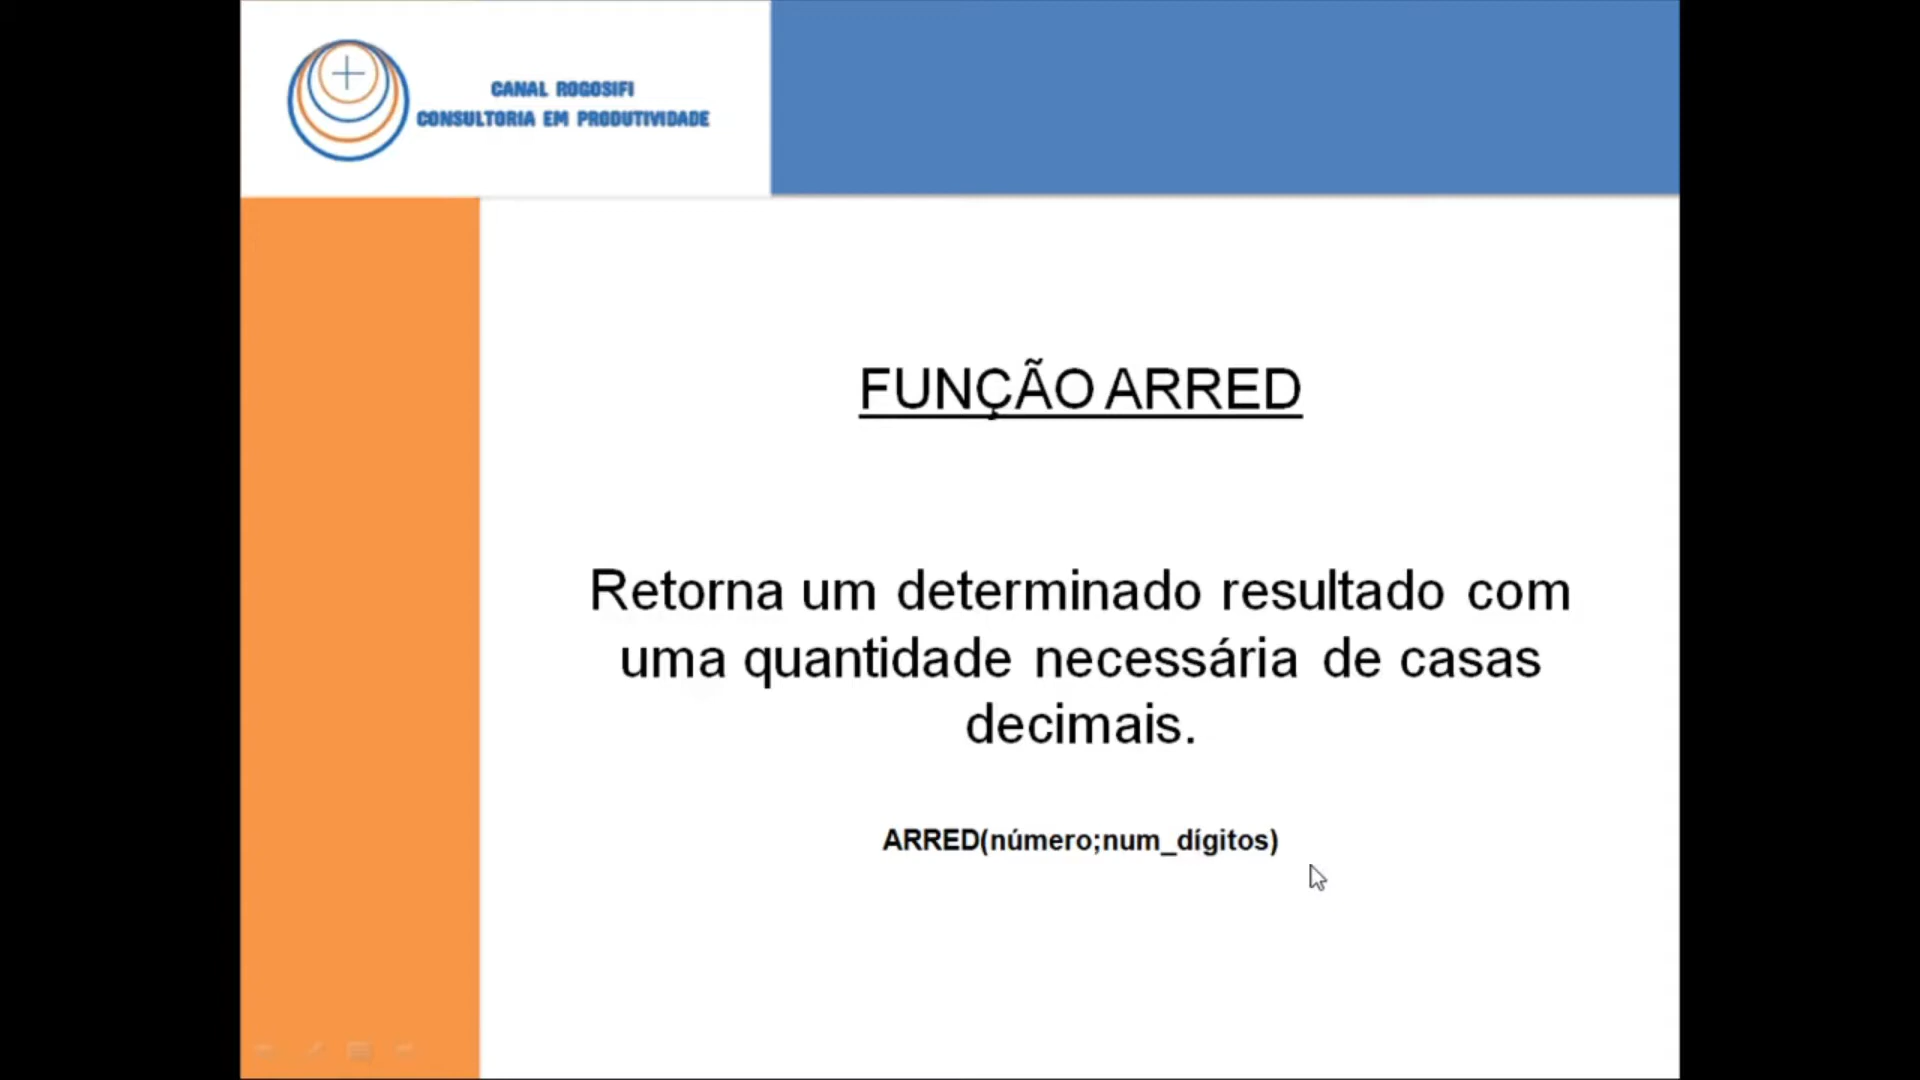 CANAL ROGOSIFI
CONSULTORIA EM PRODUTIVIDADE
FUNÇÃO ARRED
Retorna um determinado resultado com
uma quantidade necessária de casas
decimais.
ARRED(número;num_dígitos)